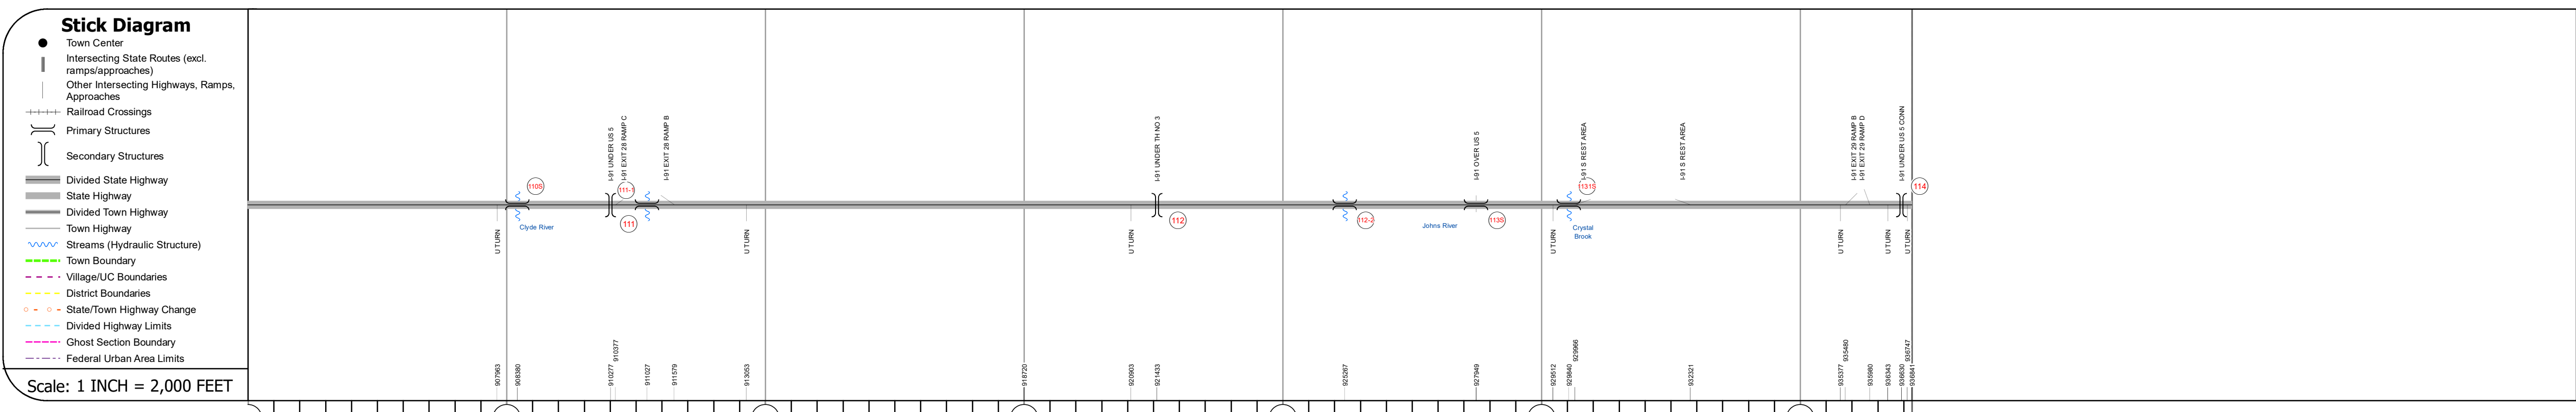 Stick Diagram
Town Center
Intersecting State Routes (excl.
ramps/approaches)
Other Intersecting Highways, Ramps,
Approaches
Railroad Crossings
Primary Structures
Secondary Structures
Divided State Highway
State Highway
Divided Town Highway
Town Highway
Streams (Hydraulic Structure)
Town Boundary
Village/UC Boundaries
District Boundaries
State/Town Highway Change
Divided Highway Limits
Ghost Section Boundary
Federal Urban Area Limits
Scale: 1 INCH = 2,000 FEET
I-91 UNDER US 5
I-91 EXIT 28 RAMP C
I-91 EXIT 28 RAMP B
I-91 UNDER TH NO 3
I-91 OVER US 5
I-91 S REST AREA
I-91 S REST AREA
I-91 EXIT 29 RAMP B
I-91 EXIT 29 RAMP D
I-91 UNDER US 5 CONN
110S
111-1
111
112
112-2
113S
1131S
114
Clyde River
Johns River
Crystal
Brook
U TURN
U TURN
U TURN
U TURN
U TURN
U TURN
U TURN
907963
908380
910277
910377
911027
911579
913053
918720
920903
921433
925267
927949
929512
929840
929966
932321
935377
935480
935980
936343
936630
936747
936841